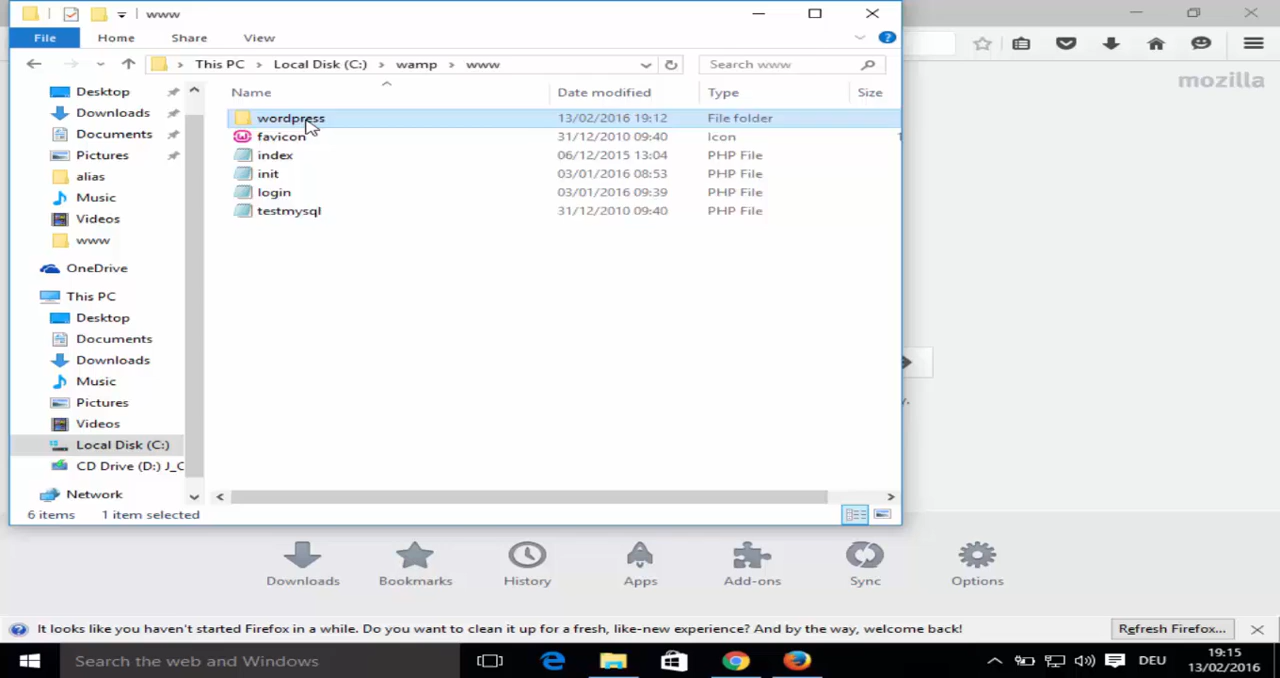 www
File Home Share View
This PC Local Disk (C:) wamp www Search www
Name Date modified Type Size
Desktop
Downloads
Documents
Pictures
alias
Music
Videos
www
OneDrive
This PC
Desktop
Documents
Downloads
Music
Pictures
Videos
Local Disk (C:)
CD Drive (D:) J_C
Network
wordpress 13/02/2016 19:12 File folder
favicon 31/12/2010 09:40 Icon 1
index 06/12/2015 13:04 PHP File
init 03/01/2016 08:53 PHP File
login 03/01/2016 09:39 PHP File
testmysql 31/12/2010 09:40 PHP File
6 items 1 item selected
mozilla
y.
Downloads Bookmarks History Apps Add-ons Sync Options
It looks like you haven't started Firefox in a while. Do you want to clean it up for a fresh, like-new experience? And by the way, welcome back! Refresh Firefox...
Search the web and Windows
DEU
19:15
13/02/2016